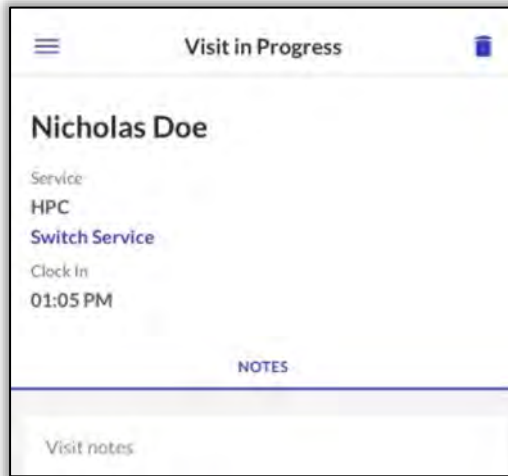 Visit in Progress
Nicholas Doe
Service
HPC
Switch Service
Clock In
01:05 PM
NOTES
Visit notes